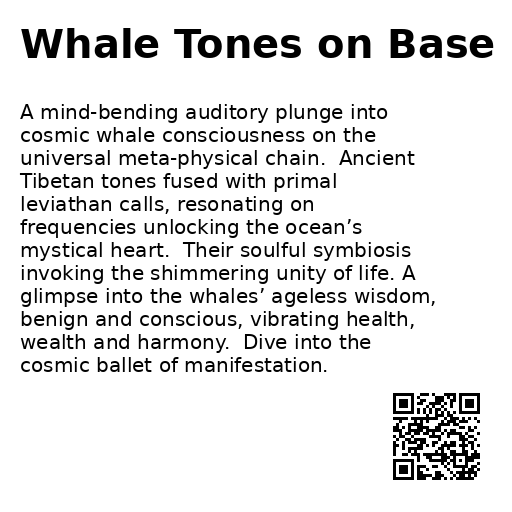 Whale Tones on Base
A mind-bending auditory plunge into
cosmic whale consciousness on the
universal meta-physical chain.  Ancient
Tibetan tones fused with primal
leviathan calls, resonating on
frequencies unlocking the ocean’s
mystical heart.  Their soulful symbiosis
invoking the shimmering unity of life. A
glimpse into the whales’ ageless wisdom,
benign and conscious, vibrating health,
wealth and harmony.  Dive into the
cosmic ballet of manifestation.